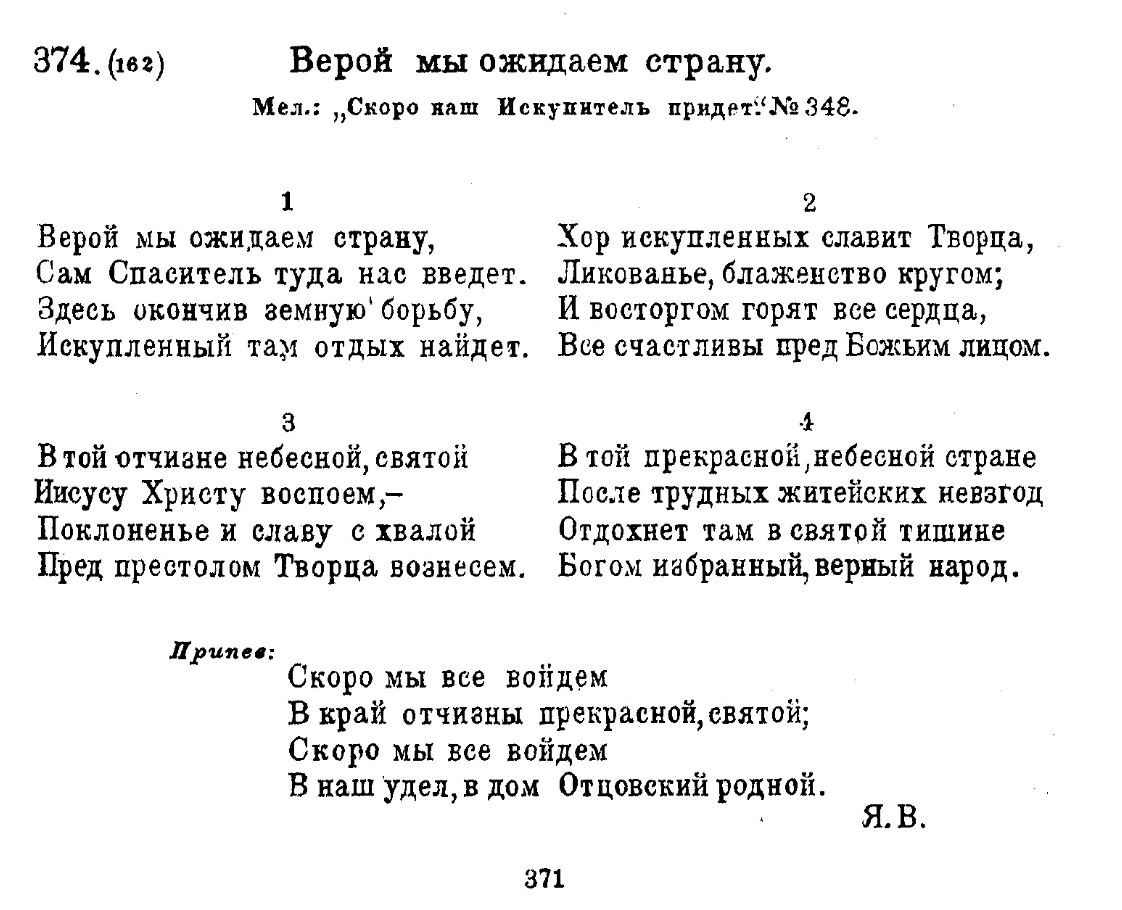 374. (162) Верой мы ожидаем страну.
Мел.: „Скоро наш Искупитель придет“. №348.
1
Верой мы ожидаем страну,
Сам Спаситель туда нас введет.
Здесь окончив земную борьбу,
Искупленный там отдых найдет.
2
Хор искупленных славит Творца,
Ликованье, блаженство кругом;
И восторгом горят все сердца,
Все счастливы пред Божьим лицом.
3
В той отчизне небесной, святой
Иисусу Христу воспоем,–
Поклоненье и славу с хвалой
Пред престолом Творца вознесем.
4
В той прекрасной, небесной стране
После трудных житейских невзгод
Отдохнет там в святой тишине
Богом избранный, верный народ.
Припев:
Скоро мы все войдем
В край отчизны прекрасной, святой;
Скоро мы все войдем
В наш удел, в дом Отцовский родной.
Я. В.
371